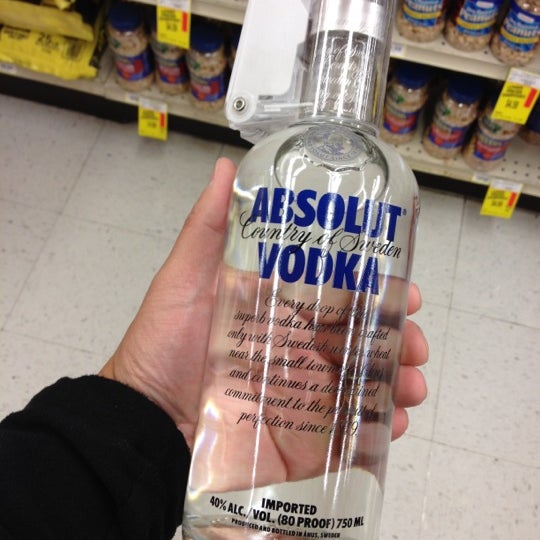 ABSOLUT
Country of Sweden
VODKA
Every drop of
superb vodka crafted
only with Swedish wheat
near the small town
and continues a
commitment to the
perfection since
IMPORTED
40% ALC./VOL. (80 PROOF) 750 ML
PRODUCED AND BOTTLED IN ÅHUS, SWEDEN
25
Peanuts